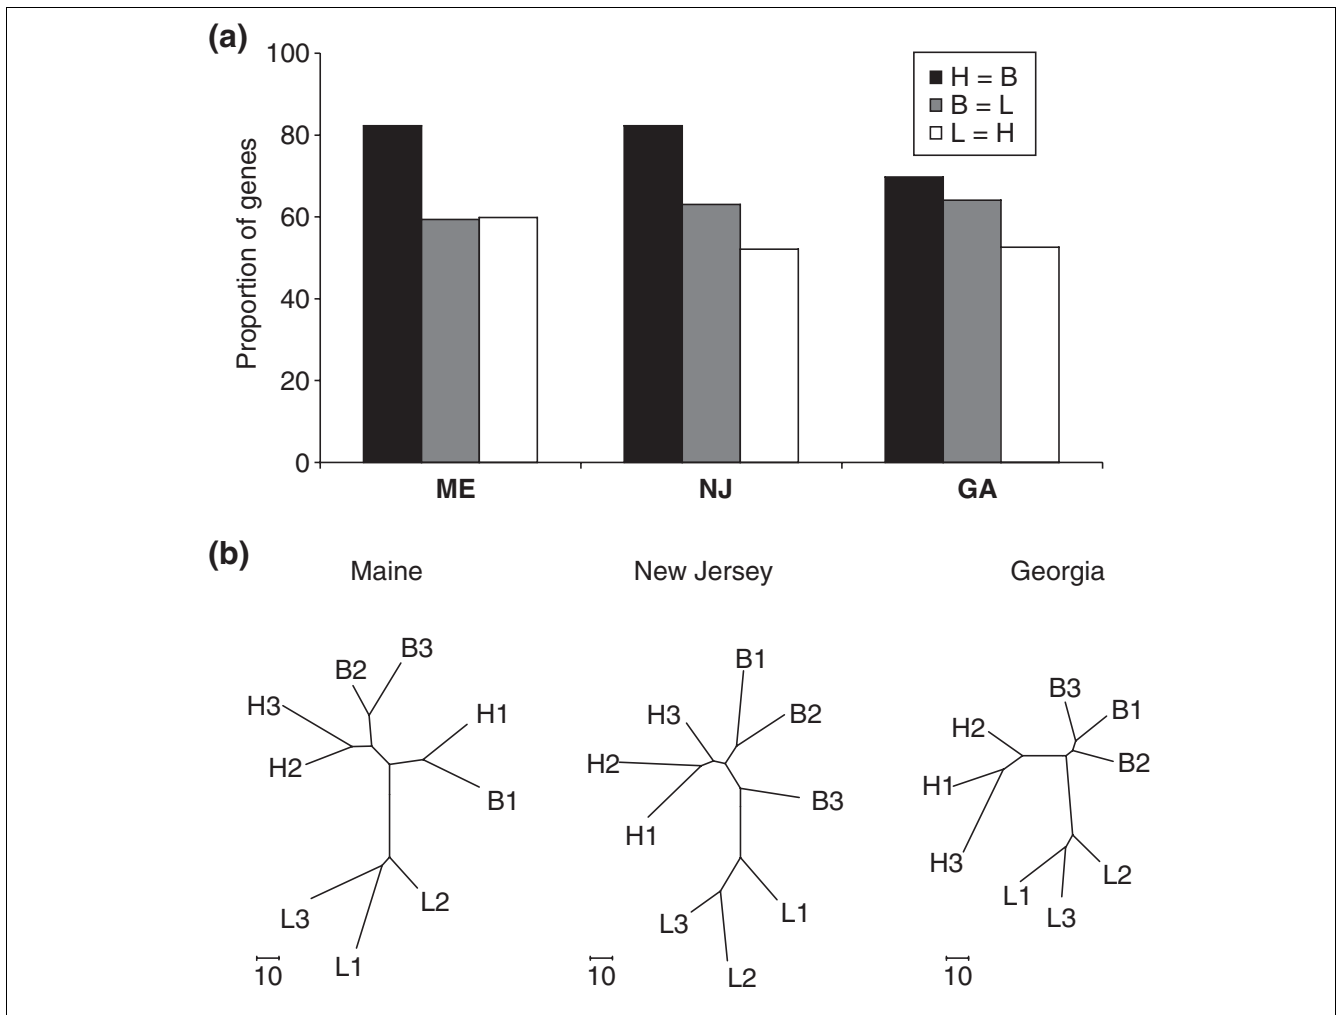 (a)
100
80
60
40
20
0
Proportion of genes
H = B
B = L
L = H
ME NJ GA
(b)
Maine New Jersey Georgia
B3
B2
H3
H1
H2
B1
L3
L2
L1
10
B1
H3
B2
H2
B3
H1
L3
L1
L2
10
B3
B1
H2
B2
H1
H3
L2
L1
L3
10